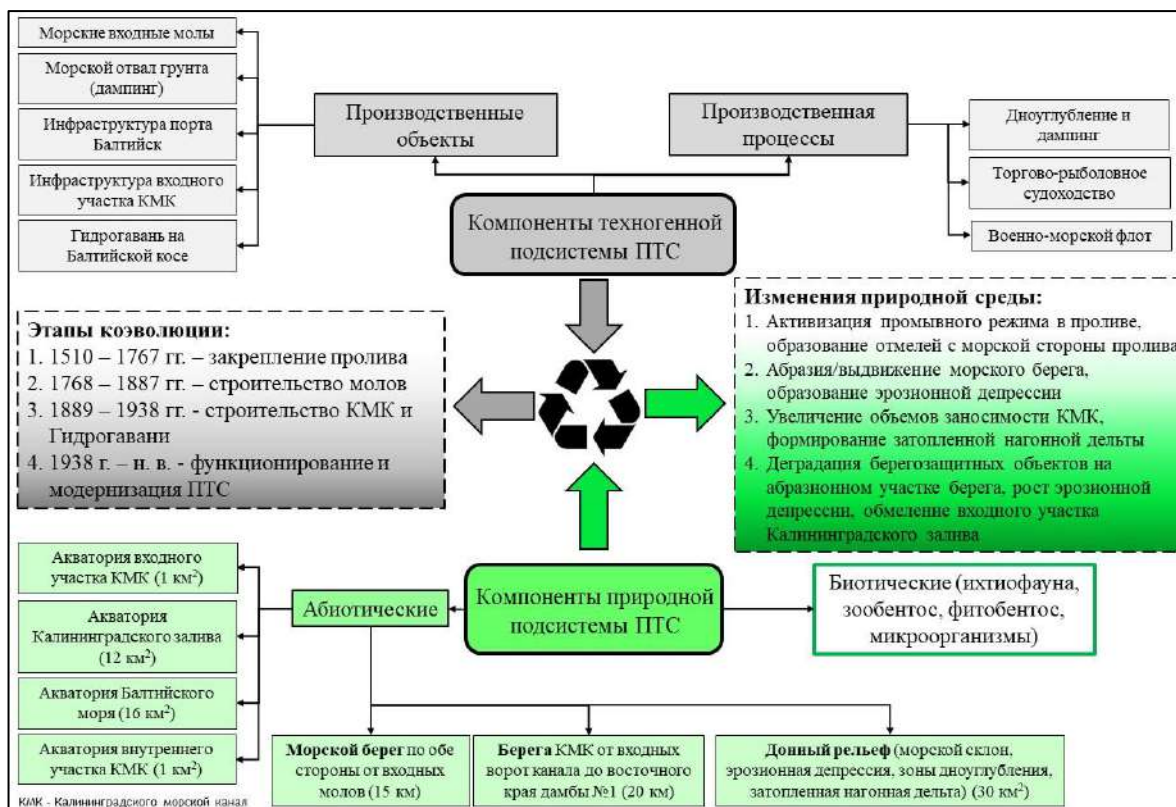 Морские входные молы
Морской отвал грунта
(дампинг)
Инфраструктура порта
Балтийск
Инфраструктура входного
участка КМК
Гидрогавань на
Балтийской косе
Производственные
объекты
Производственная
процессы
Дноуглубление и
дампинг
Торгово-рыболовное
судоходство
Военно-морской флот
Компоненты техногенной
подсистемы ПТС
Этапы коэволюции:
1. 1510 – 1767 гг. – закрепление пролива
2. 1768 – 1887 гг. – строительство молов
3. 1889 – 1938 гг. - строительство КМК и
Гидрогавани
4. 1938 г. – н. в. - функционирование и
модернизация ПТС
Изменения природной среды:
1. Активизация промывного режима в проливе,
образование отмелей с морской стороны пролива
2. Абразия/выдвижение морского берега,
образование эрозионной депрессии
3. Увеличение объемов заносимости КМК,
формирование затопленной нагонной дельты
4. Деградация берегозащитных объектов на
абразионном участке берега, рост эрозионной
депрессии, обмеление входного участка
Калининградского залива
Компоненты природной
подсистемы ПТС
Абиотические
Биотические (ихтиофауна,
зообентос, фитобентос,
микроорганизмы)
Акватория входного
участка КМК (1 км²)
Акватория
Калининградского залива
(12 км²)
Акватория Балтийского
моря (16 км²)
Акватория внутреннего
участка КМК (1 км²)
Морской берег по обе
стороны от входных
молов (15 км)
Берега КМК от входных
ворот канала до восточного
края дамбы №1 (20 км)
Донный рельеф (морской склон,
эрозионная депрессия, зоны дноуглубления,
затопленная нагонная дельта) (30 км²)
КМК - Калининградского морской канал